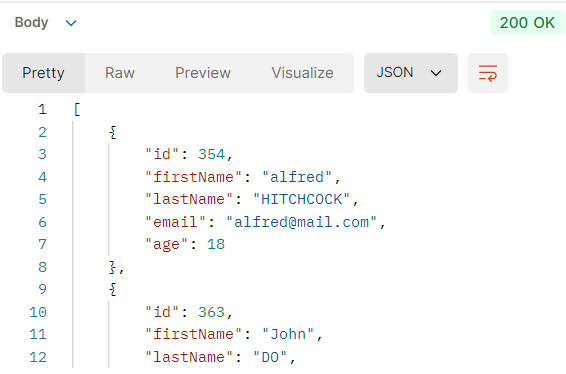 Body 200 OK
Pretty Raw Preview Visualize JSON
1 [
2 {
3 "id": 354,
4 "firstName": "alfred",
5 "lastName": "HITCHCOCK",
6 "email": "alfred@mail.com",
7 "age": 18
8 },
9 {
10 "id": 363,
11 "firstName": "John",
12 "lastName": "DO",